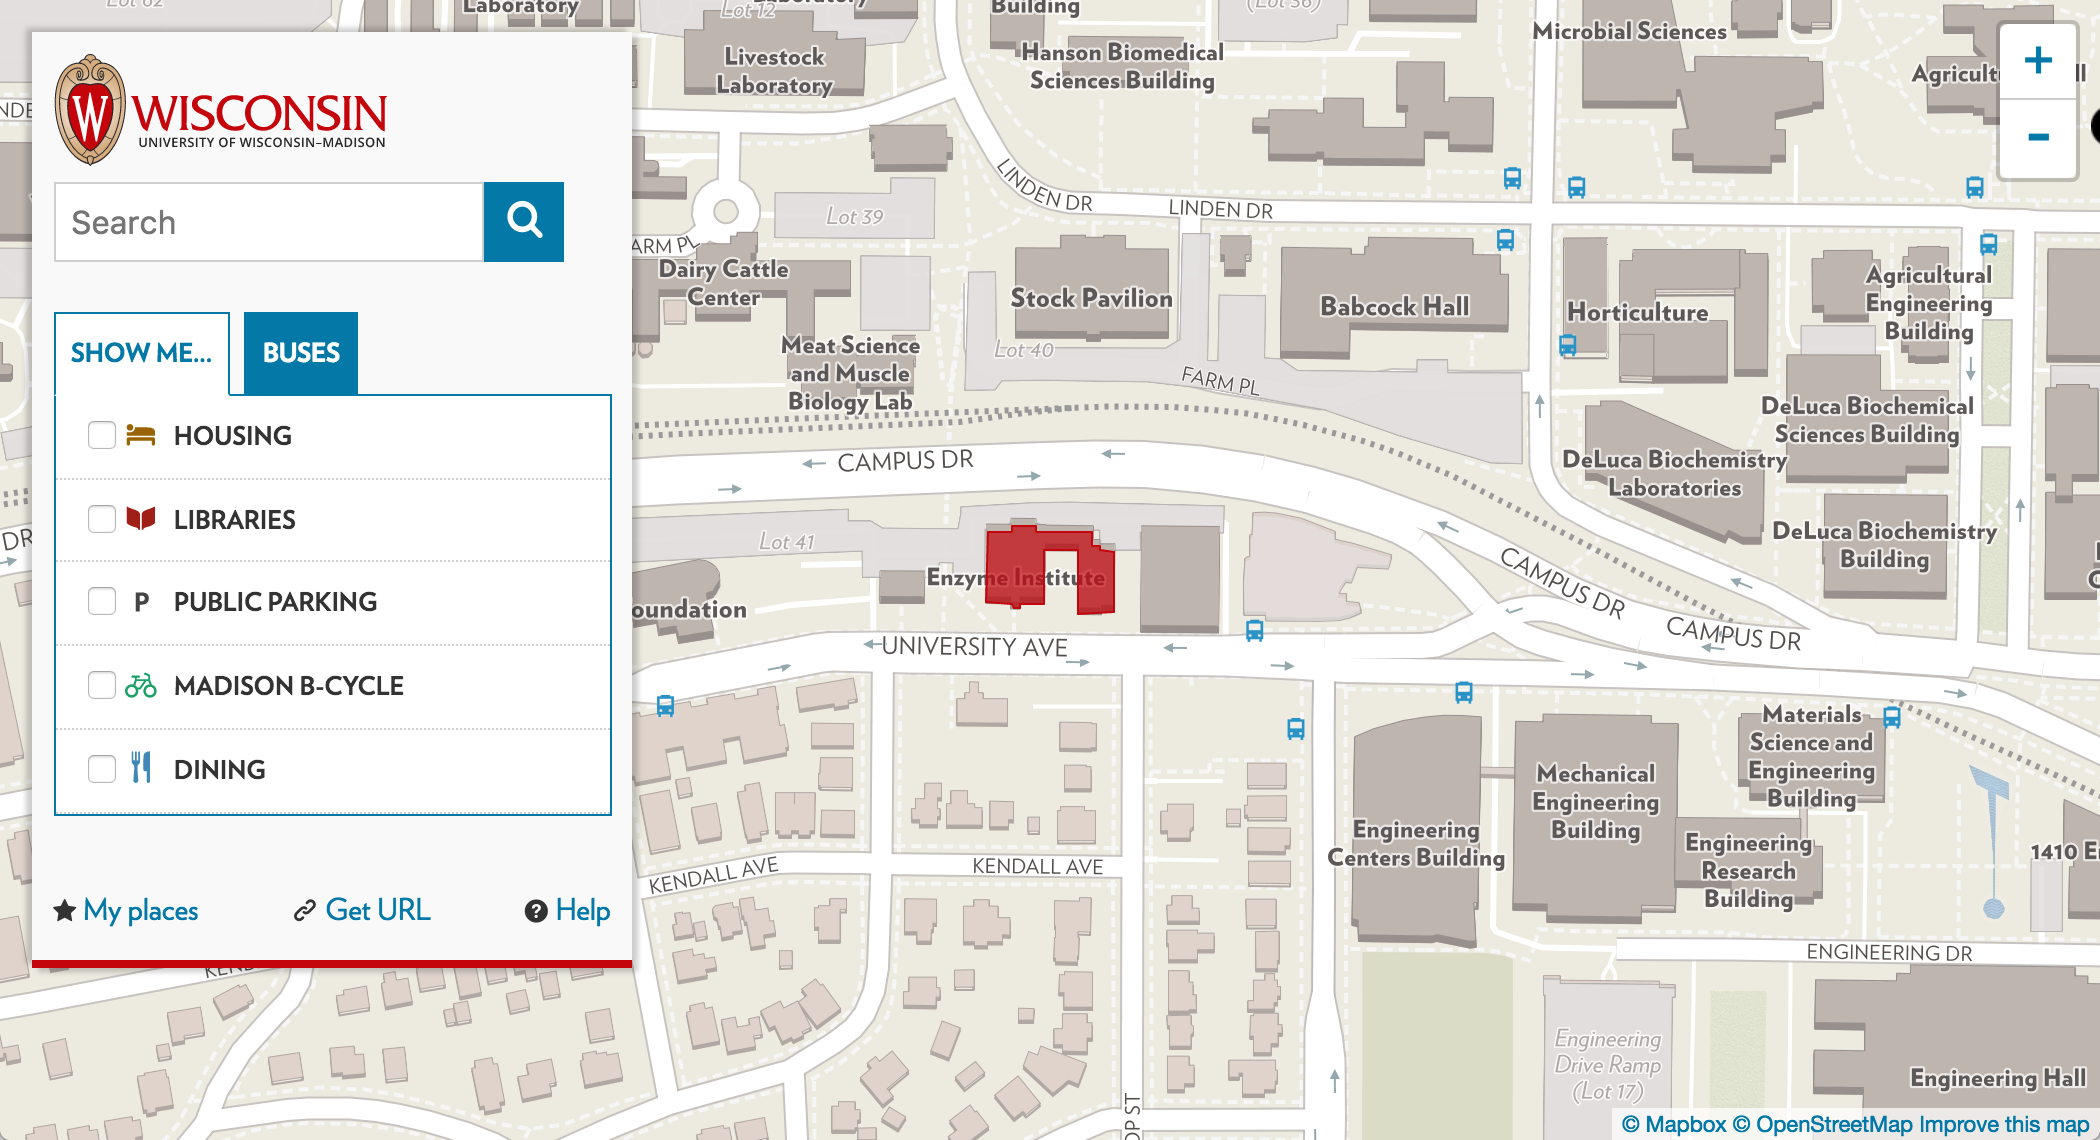 WISCONSIN
UNIVERSITY OF WISCONSIN–MADISON
Search
SHOW ME...
BUSES
HOUSING
LIBRARIES
P
PUBLIC PARKING
MADISON B-CYCLE
DINING
My places
Get URL
Help
Laboratory
Lot 12
Livestock
Laboratory
Building
Hanson Biomedical
Sciences Building
Microbial Sciences
+
-
LINDEN DR
LINDEN DR
Lot 39
ARM PL
Dairy Cattle
Center
Stock Pavilion
Babcock Hall
Horticulture
Agricultural
Engineering
Building
Meat Science
and Muscle
Biology Lab
Lot 40
FARM PL
DeLuca Biochemical
Sciences Building
CAMPUS DR
DeLuca Biochemistry
Laboratories
DeLuca Biochemistry
Building
Lot 41
Enzyme Institute
oundation
CAMPUS DR
CAMPUS DR
UNIVERSITY AVE
DR
Materials
Science and
Engineering
Building
Mechanical
Engineering
Building
Engineering
Centers Building
Engineering
Research
Building
1410 E
KENDALL AVE
KENDALL AVE
ENGINEERING DR
Engineering
Drive Ramp
(Lot 17)
Engineering Hall
© Mapbox © OpenStreetMap Improve this map